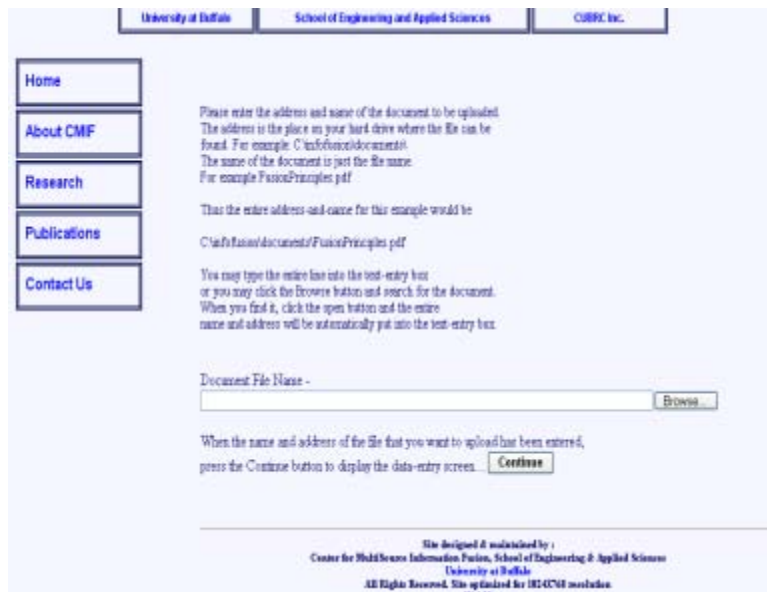 University at Buffalo
School of Engineering and Applied Sciences
CUBRC Inc.
Home
About CMIF
Research
Publications
Contact Us
Please enter the address and name of the document to be uploaded.
The address is the place on your hard drive where the file can be
found. For example: C:\infofusion\documents\
The name of the document is just the file name.
For example FusionPrinciples.pdf
Thus the entire address-and-name for this example would be
C:\infofusion\documents\FusionPrinciples.pdf
You may type the entire line into the text-entry box
or you may click the Browse button and search for the document.
When you find it, click the open button and the entire
name and address will be automatically put into the text-entry box
Document File Name -
Browse...
When the name and address of the file that you want to upload has been entered,
press the Continue button to display the data-entry screen... Continue
Site designed & maintained by :
Center for MultiSource Information Fusion, School of Engineering & Applied Sciences
University at Buffalo
All Rights Reserved. Site optimized for 1024X768 resolution